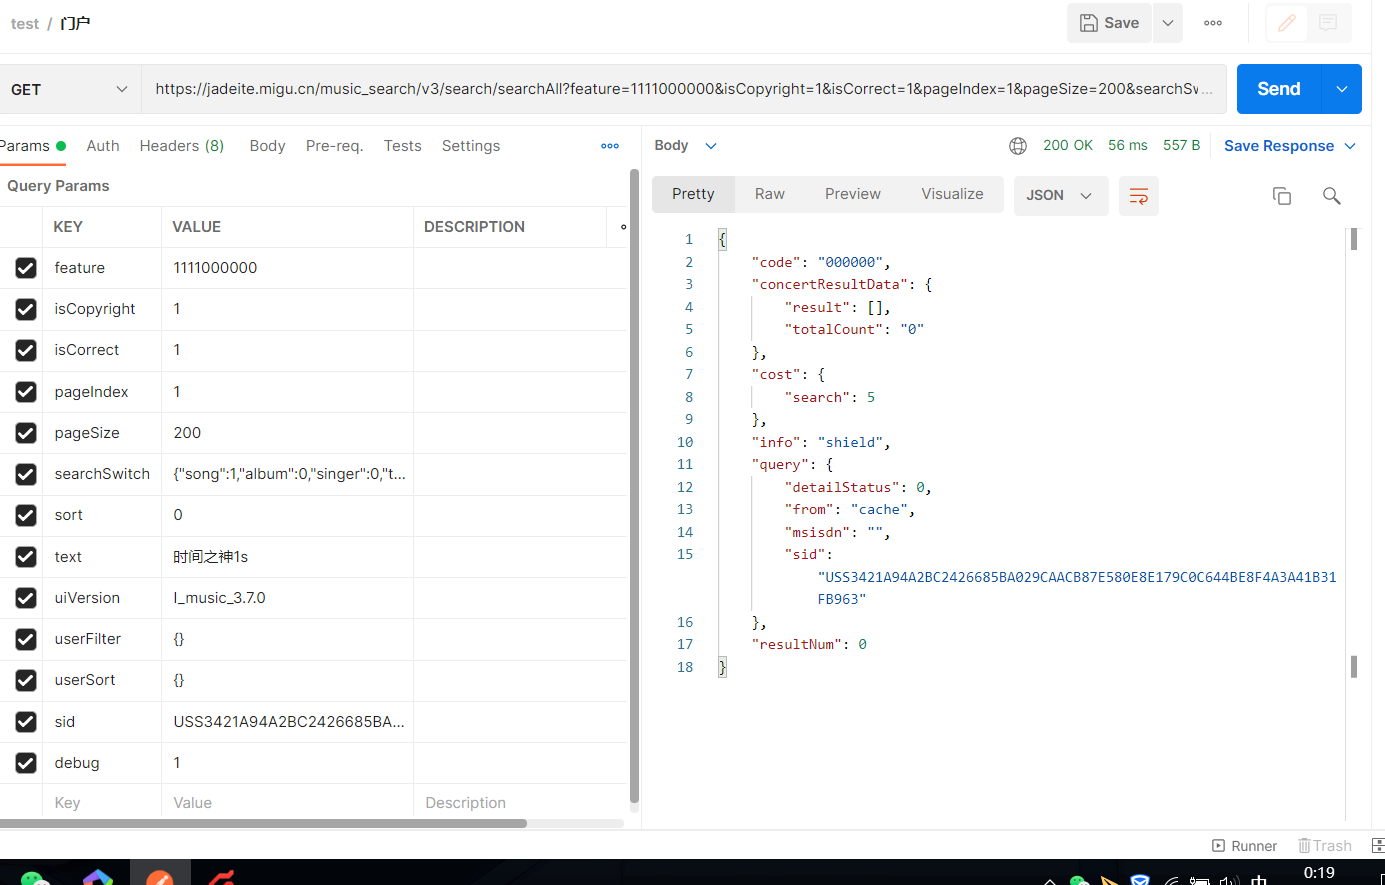 test / 门户
Save
GET
https://jadeite.migu.cn/music_search/v3/search/searchAll?feature=1111000000&isCopyright=1&isCorrect=1&pageIndex=1&pageSize=200&searchSw...
Send
Params
Auth
Headers (8)
Body
Pre-req.
Tests
Settings
Query Params
KEY VALUE DESCRIPTION
feature 1111000000
isCopyright 1
isCorrect 1
pageIndex 1
pageSize 200
searchSwitch {"song":1,"album":0,"singer":0,"t...
sort 0
text 时间之神1s
uiVersion I_music_3.7.0
userFilter {}
userSort {}
sid USS3421A94A2BC2426685BA...
debug 1
Key Value Description
Body
200 OK 56 ms 557 B
Save Response
Pretty Raw Preview Visualize
JSON
1 {
2 "code": "000000",
3 "concertResultData": {
4 "result": [],
5 "totalCount": "0"
6 },
7 "cost": {
8 "search": 5
9 },
10 "info": "shield",
11 "query": {
12 "detailStatus": 0,
13 "from": "cache",
14 "msisdn": "",
15 "sid":
"USS3421A94A2BC2426685BA029CAACB87E580E8E179C0C644BE8F4A3A41B31
FB963"
16 },
17 "resultNum": 0
18 }
Runner
Trash
中
0:19